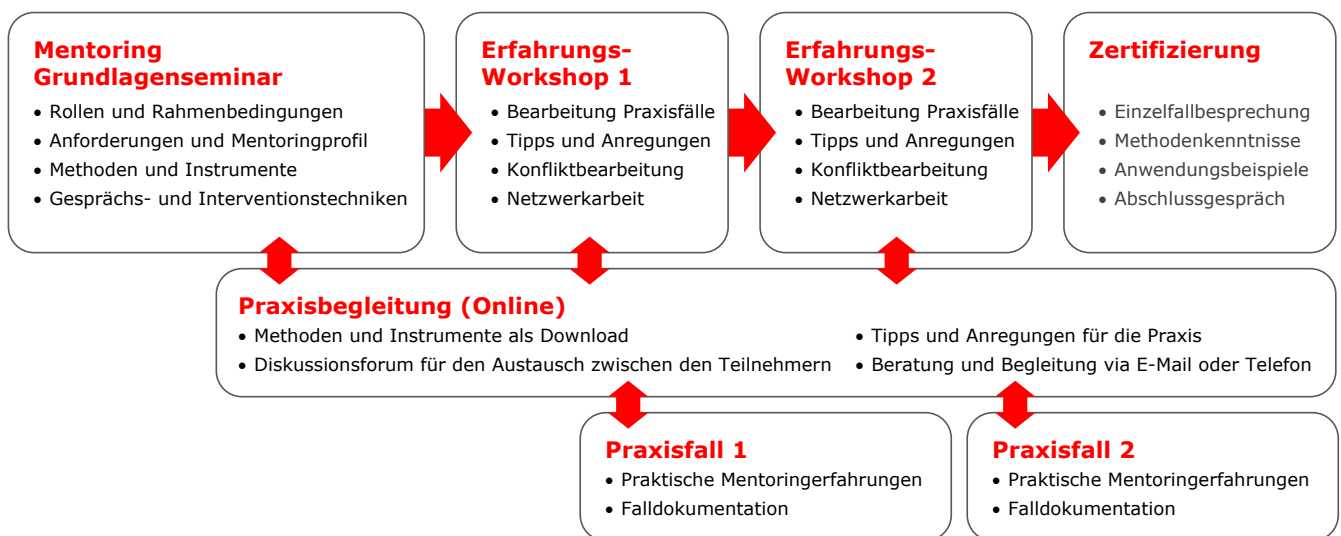 Mentoring
Grundlagenseminar
• Rollen und Rahmenbedingungen
• Anforderungen und Mentoringprofil
• Methoden und Instrumente
• Gesprächs- und Interventionstechniken
Erfahrungs-
Workshop 1
• Bearbeitung Praxisfälle
• Tipps und Anregungen
• Konfliktbearbeitung
• Netzwerkarbeit
Erfahrungs-
Workshop 2
• Bearbeitung Praxisfälle
• Tipps und Anregungen
• Konfliktbearbeitung
• Netzwerkarbeit
Zertifizierung
• Einzelfallbesprechung
• Methodenkenntnisse
• Anwendungsbeispiele
• Abschlussgespräch
Praxisbegleitung (Online)
• Methoden und Instrumente als Download
• Diskussionsforum für den Austausch zwischen den Teilnehmern
• Tipps und Anregungen für die Praxis
• Beratung und Begleitung via E-Mail oder Telefon
Praxisfall 1
• Praktische Mentoringerfahrungen
• Falldokumentation
Praxisfall 2
• Praktische Mentoringerfahrungen
• Falldokumentation